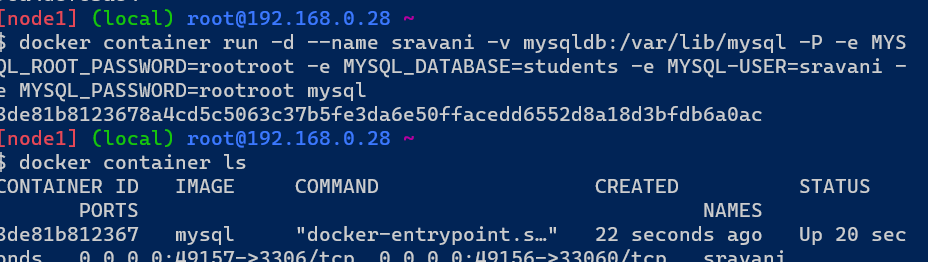 [node1] (local) root@192.168.0.28 ~
$ docker container run -d --name sravani -v mysqldb:/var/lib/mysql -P -e MYS
QL_ROOT_PASSWORD=rootroot -e MYSQL_DATABASE=students -e MYSQL-USER=sravani -
e MYSQL_PASSWORD=rootroot mysql
3de81b8123678a4cd5c5063c37b5fe3da6e50ffacedd6552d8a18d3bfdb6a0ac
[node1] (local) root@192.168.0.28 ~
$ docker container ls
CONTAINER ID   IMAGE     COMMAND                  CREATED          STATUS
       PORTS                                               NAMES
3de81b812367   mysql     "docker-entrypoint.s…"   22 seconds ago   Up 20 sec
onds   0.0.0.0:49157->3306/tcp, 0.0.0.0:49156->33060/tcp   sravani